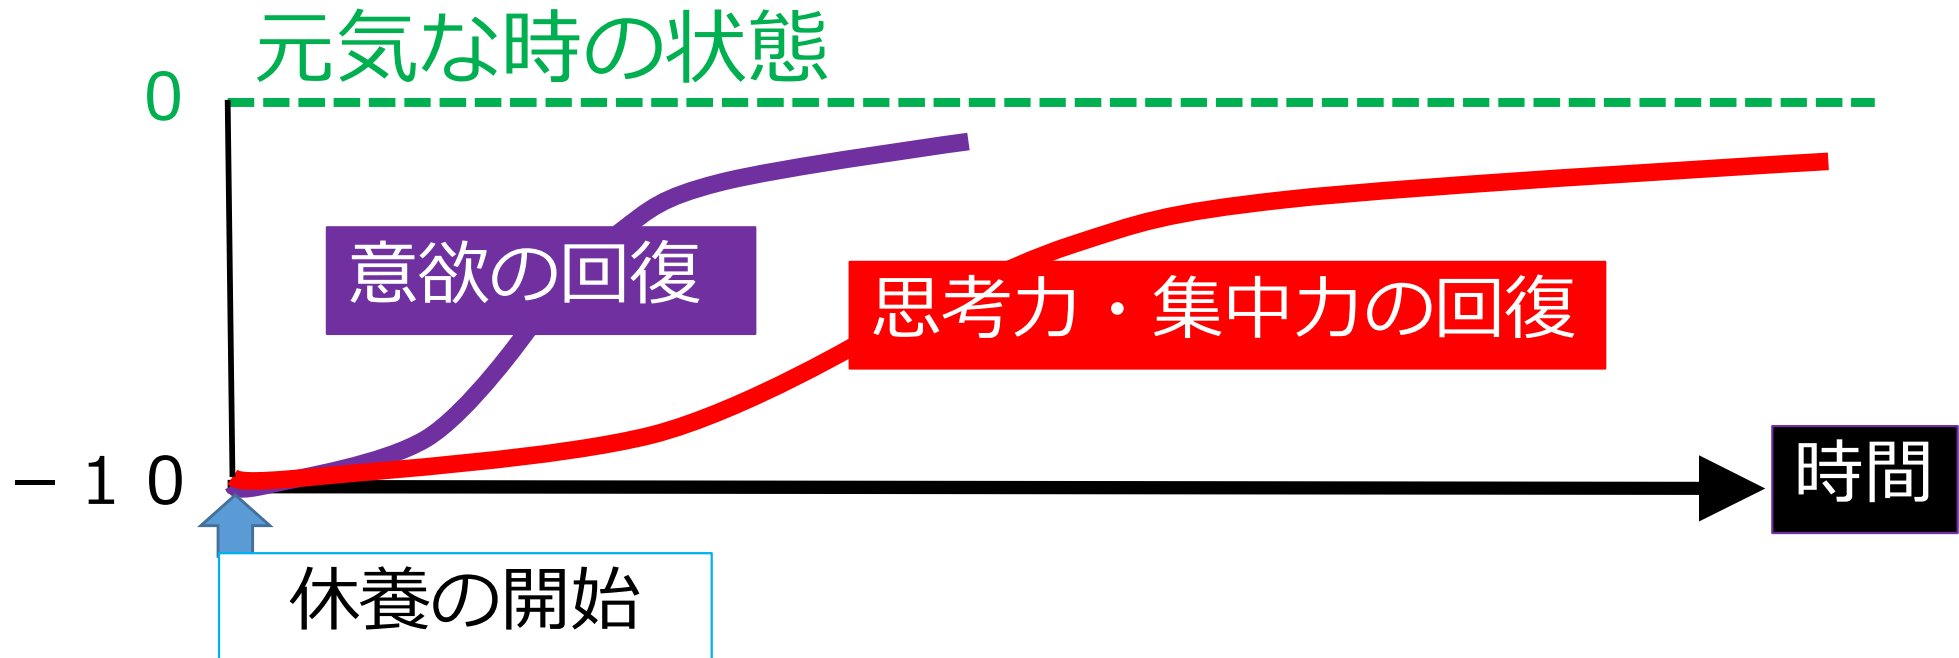 元気な時の状態
０
意欲の回復
思考力・集中力の回復
－１０
時間
休養の開始